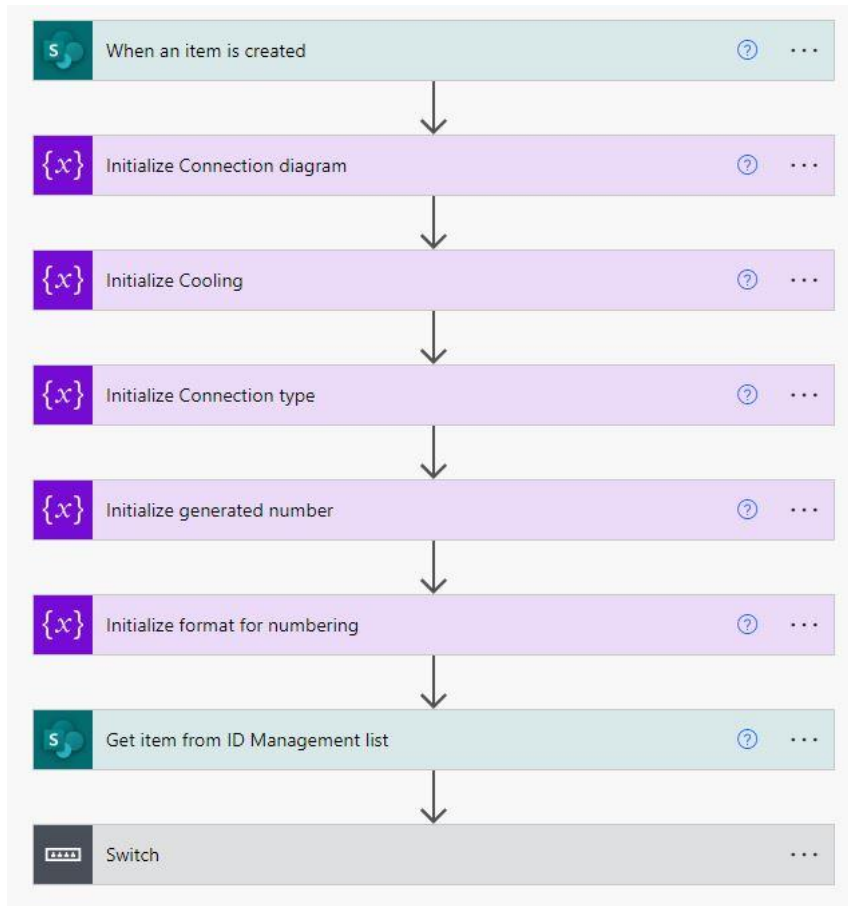 S When an item is created
{x} Initialize Connection diagram
{x} Initialize Cooling
{x} Initialize Connection type
{x} Initialize generated number
{x} Initialize format for numbering
S Get item from ID Management list
Switch